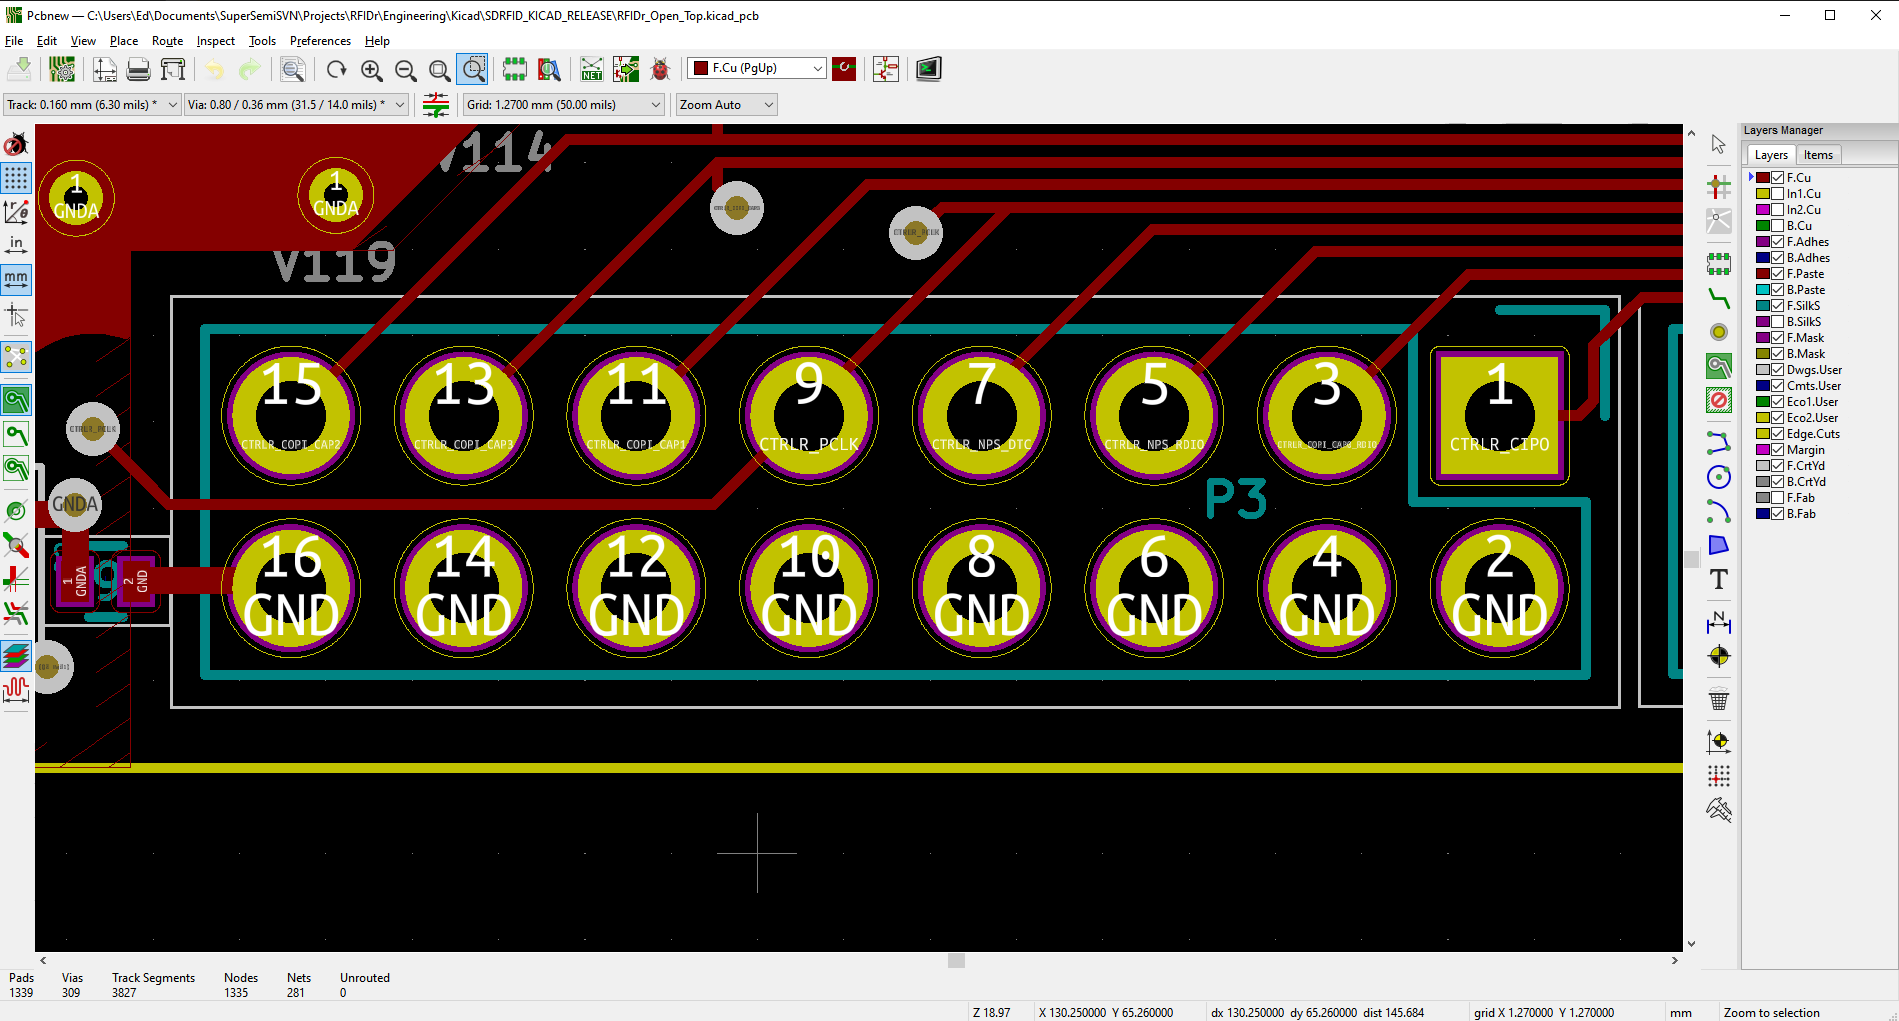 Pcbnew — C:\Users\Ed\Documents\SuperSemiSVN\Projects\RFIDr\Engineering\Kicad\SDRFID_KICAD_RELEASE\RFIDr_Open_Top.kicad_pcb
File Edit View Place Route Inspect Tools Preferences Help
NET
F.Cu (PgUp)
Track: 0.160 mm (6.30 mils) *
Via: 0.80 / 0.36 mm (31.5 / 14.0 mils) *
Grid: 1.2700 mm (50.00 mils)
Zoom Auto
in
mm
V114
1
GNDA
1
GNDA
V119
CTRLR_PCLK
CTRLR_PCLK
GNDA
15
CTRLR_COPI_CAP2
13
CTRLR_COPI_CAP3
11
CTRLR_COPI_CAP1
9
CTRLR_PCLK
7
CTRLR_NPS_DTC
5
CTRLR_NPS_RDIO
3
CTRLR_COPI_CAP0_RDIO
1
CTRLR_CIPO
P3
1
GNDA
2
GND
16
GND
14
GND
12
GND
10
GND
8
GND
6
GND
4
GND
2
GND
T
N
Layers Manager
Layers Items
F.Cu
In1.Cu
In2.Cu
B.Cu
F.Adhes
B.Adhes
F.Paste
B.Paste
F.SilkS
B.SilkS
F.Mask
B.Mask
Dwgs.User
Cmts.User
Eco1.User
Eco2.User
Edge.Cuts
Margin
F.CrtYd
B.CrtYd
F.Fab
B.Fab
Pads Vias Track Segments Nodes Nets Unrouted
1339 309 3827 1335 281 0
Z 18.97 X 130.250000 Y 65.260000 dx 130.250000 dy 65.260000 dist 145.684 grid X 1.270000 Y 1.270000 mm Zoom to selection